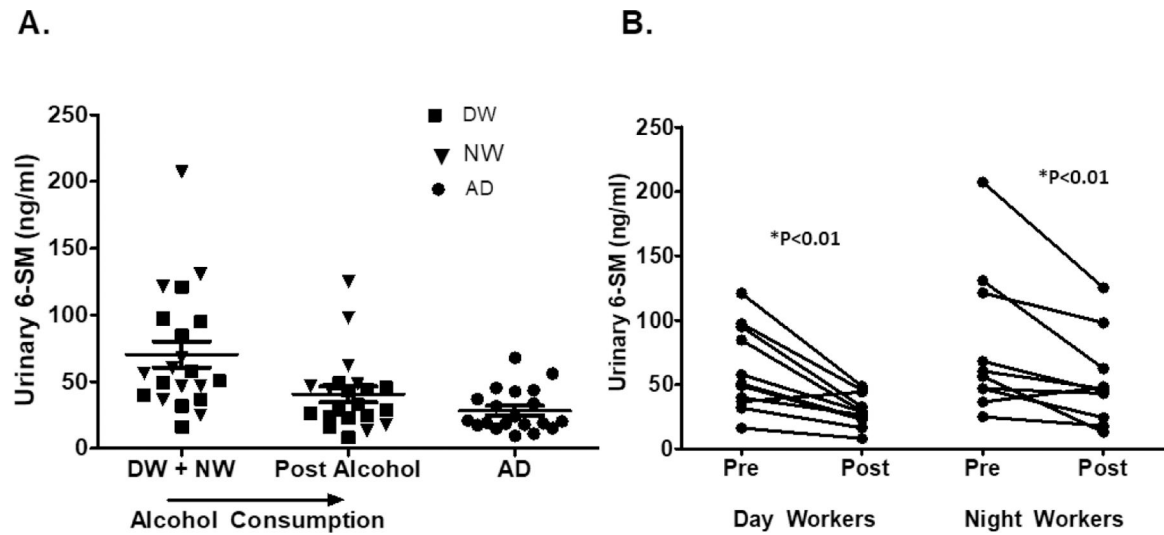 A.
Urinary 6-SM (ng/ml)
250
200
150
100
50
0
DW
NW
AD
DW + NW
Post Alcohol
AD
Alcohol Consumption
B.
Urinary 6-SM (ng/ml)
250
200
150
100
50
0
*P<0.01
*P<0.01
Pre
Post
Pre
Post
Day Workers
Night Workers